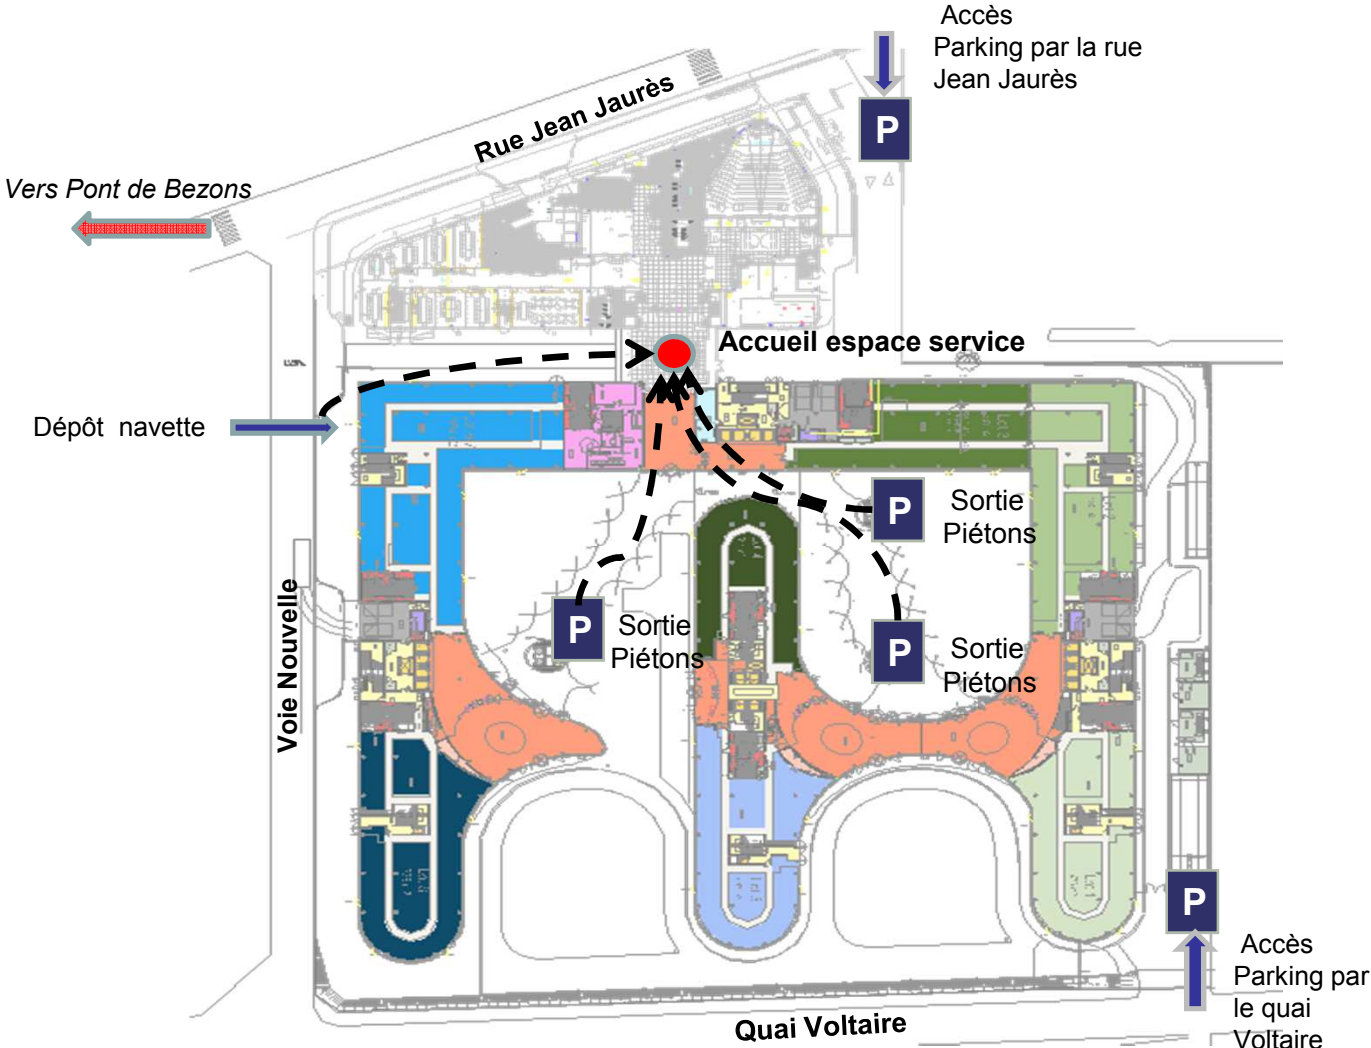 Accès
Parking par la rue
Jean Jaurès
P
Rue Jean Jaurès
Vers Pont de Bezons
Accueil espace service
Dépôt navette
P
Sortie
Piétons
P
Sortie
Piétons
P
Sortie
Piétons
Voie Nouvelle
P
Accès
Parking par
le quai
Voltaire
Quai Voltaire